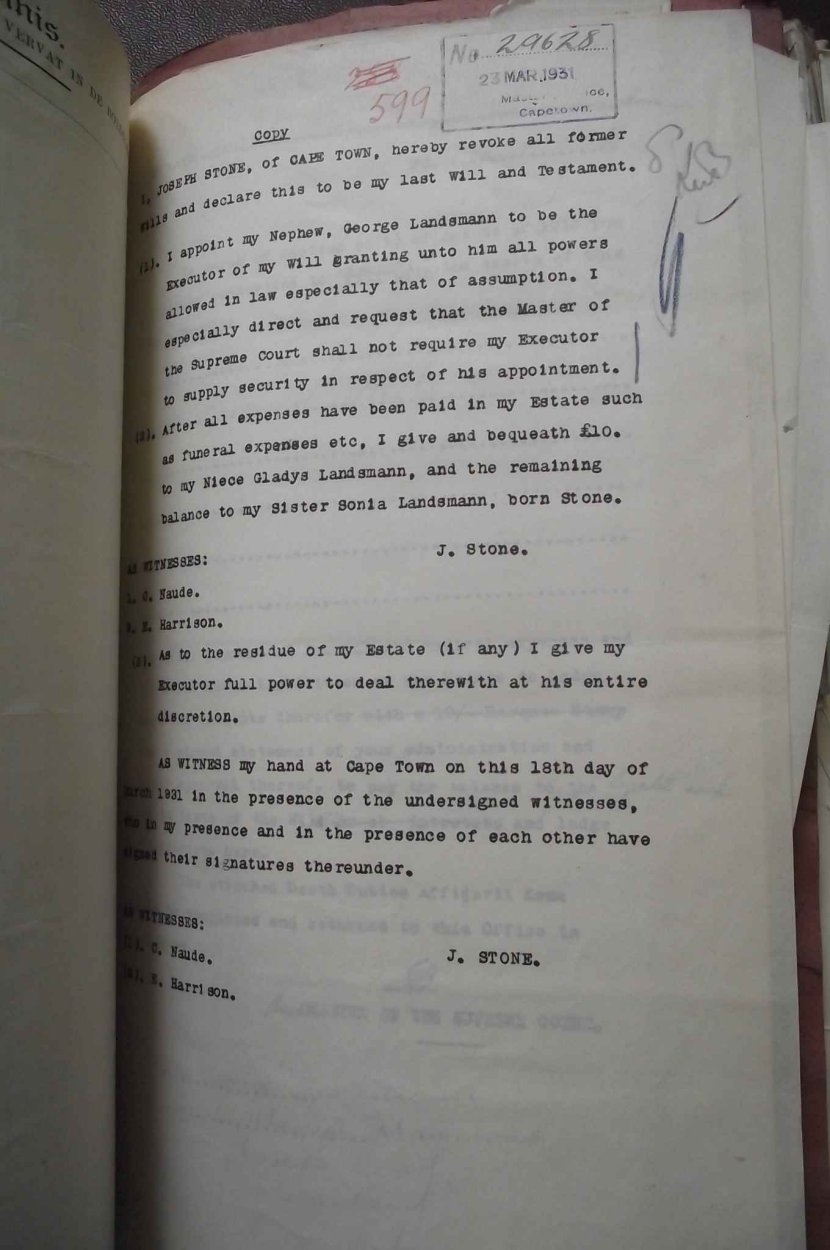 nis.
VERVAT IN DE
No. 29628
23 MAR.1931
Capetown.
599
Copy
I, JOSEPH STONE, of CAPE TOWN, hereby revoke all former
Wills and declare this to be my last Will and Testament.
(1). I appoint my Nephew, George Landsmann to be the
Executor of my Will granting unto him all powers
allowed in law especially that of assumption. I
especially direct and request that the Master of
the Supreme Court shall not require my Executor
to supply security in respect of his appointment.
(2). After all expenses have been paid in my Estate such
as funeral expenses etc, I give and bequeath £10.
to my Niece Gladys Landsmann, and the remaining
balance to my Sister Sonia Landsmann, born Stone.
J. Stone.
AS WITNESSES:
1. C. Naude.
2. E. Harrison.
(3). As to the residue of my Estate (if any) I give my
Executor full power to deal therewith at his entire
discretion.
AS WITNESS my hand at Cape Town on this 18th day of
March 1931 in the presence of the undersigned witnesses,
who in my presence and in the presence of each other have
signed their signatures thereunder.
AS WITNESSES:
(1). C. Naude.
J. STONE.
(2). E. Harrison.